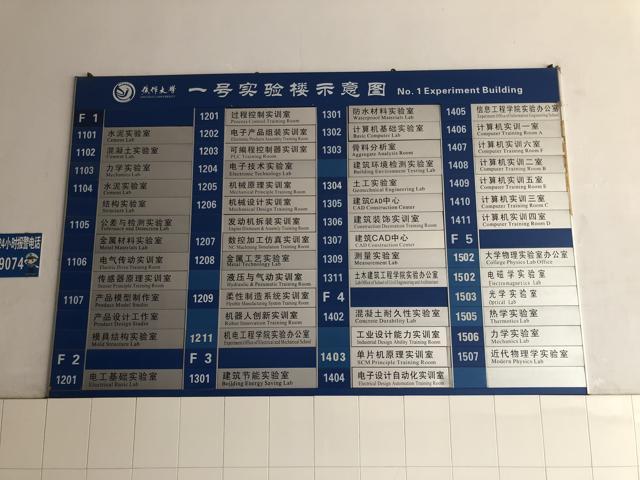 一号实验楼示意图 No. 1 Experiment Building
F 1
1101 水泥实验室
Cement Lab
1102 混凝土实验室
Cement Lab
1103 力学实验室
Mechanics Lab
1104 水泥实验室
Cement Lab
结构实验室
Structure Lab
1105 公差与检测实验室
Tolerance and Detection Lab
金属材料实验室
Metal Materials Lab
1106 电气传动实训室
Electric Drive Training Room
传感器原理实训室
Sensor Principle Training Room
1107 产品模型制作室
Product Model Studio
产品设计工作室
Product Design Studio
模具结构实验室
Mold Structure Lab
F 2
1201 电工基础实验室
Electrical Basic Lab
1201 过程控制实训室
Process Control Training Room
1202 电子产品组装实训室
Electronic Products Assembly Training Room
1203 可编程控制器实训室
PLC Training Room
1204 电子技术实验室
Electronic Technology Lab
1205 机械原理实训室
Mechanical Principle Training Room
1206 机械设计实训室
Mechanical Design Training Room
发动机拆装实训室
Engine Dismount & Assembly Training Room
1207 数控加工仿真实训室
NC Machining Simulation Training Room
1208 金属工艺实验室
Metal Technology Lab
液压与气动实训室
Hydraulic & Pneumatic Training Room
1209 柔性制造系统实训室
Flexible Manufacturing System Training Room
机器人创新实训室
Robot Innovation Training Room
1211 机电工程学院实验办公室
F 3
1301 建筑节能实验室
Building Energy Saving Lab
1301 防水材料实验室
Waterproof Materials Lab
1302 计算机基础实验室
Basic Computer Lab
1303 骨料分析室
Aggregate Analysis Room
建筑环境检测实验室
Building Environment Testing Lab
1304 土工实验室
Geotechnical Engineering Lab
1305 建筑CAD中心
CAD Construction Center
1306 建筑装饰实训室
Decoration Construction Training Room
1307 建筑CAD中心
CAD Construction Center
1309 测量实验室
Measurement Lab
1311 土木建筑工程学院实验办公室
F 4
1402 混凝土耐久性实验室
Concrete Durability Lab
工业设计能力实训室
Industrial Design Ability Training Room
1403 单片机原理实训室
SCM Principle Training Room
1404 电子设计自动化实训室
Electrical Design Automation Training Room
1405 信息工程学院实验办公室
1406 计算机实训一室
Computer Training Room A
1407 计算机实训六室
Computer Training Room F
1408 计算机实训二室
Computer Training Room B
1409 计算机实训五室
Computer Training Room E
1410 计算机实训三室
Computer Training Room C
1411 计算机实训四室
Computer Training Room D
F 5
1502 大学物理实验室办公室
College Physics Lab Office
1502 电磁学实验室
Electromagnetics Lab
1503 光学实验室
Optical Lab
1505 热学实验室
Thermotics Lab
1506 力学实验室
Mechanics Lab
1507 近代物理学实验室
Modern Physics Lab
24小时报警电话
9074